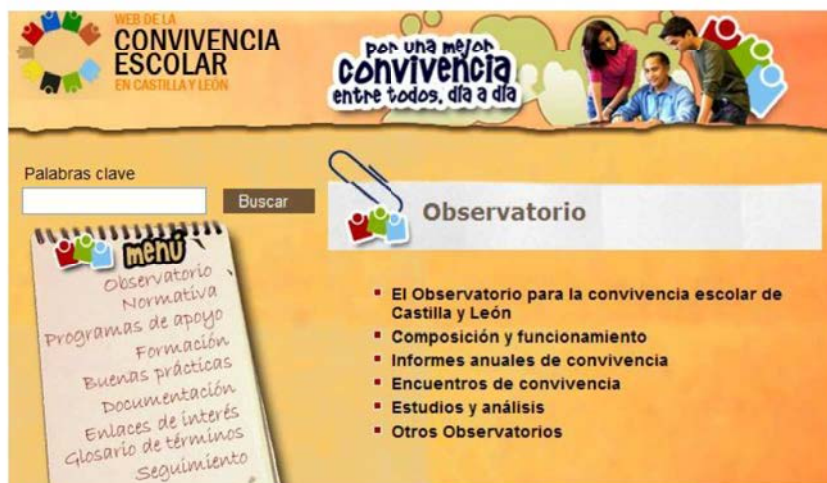 WEB DE LA
CONVIVENCIA
ESCOLAR
EN CASTILLA Y LEÓN
por una mejor
convivencia
entre todos, día a día
Palabras clave
Buscar
menú
Observatorio
Normativa
Programas de apoyo
Formación
Buenas prácticas
Documentación
Enlaces de interés
Glosario de términos
Seguimiento
Observatorio
El Observatorio para la convivencia escolar de
Castilla y León
Composición y funcionamiento
Informes anuales de convivencia
Encuentros de convivencia
Estudios y análisis
Otros Observatorios